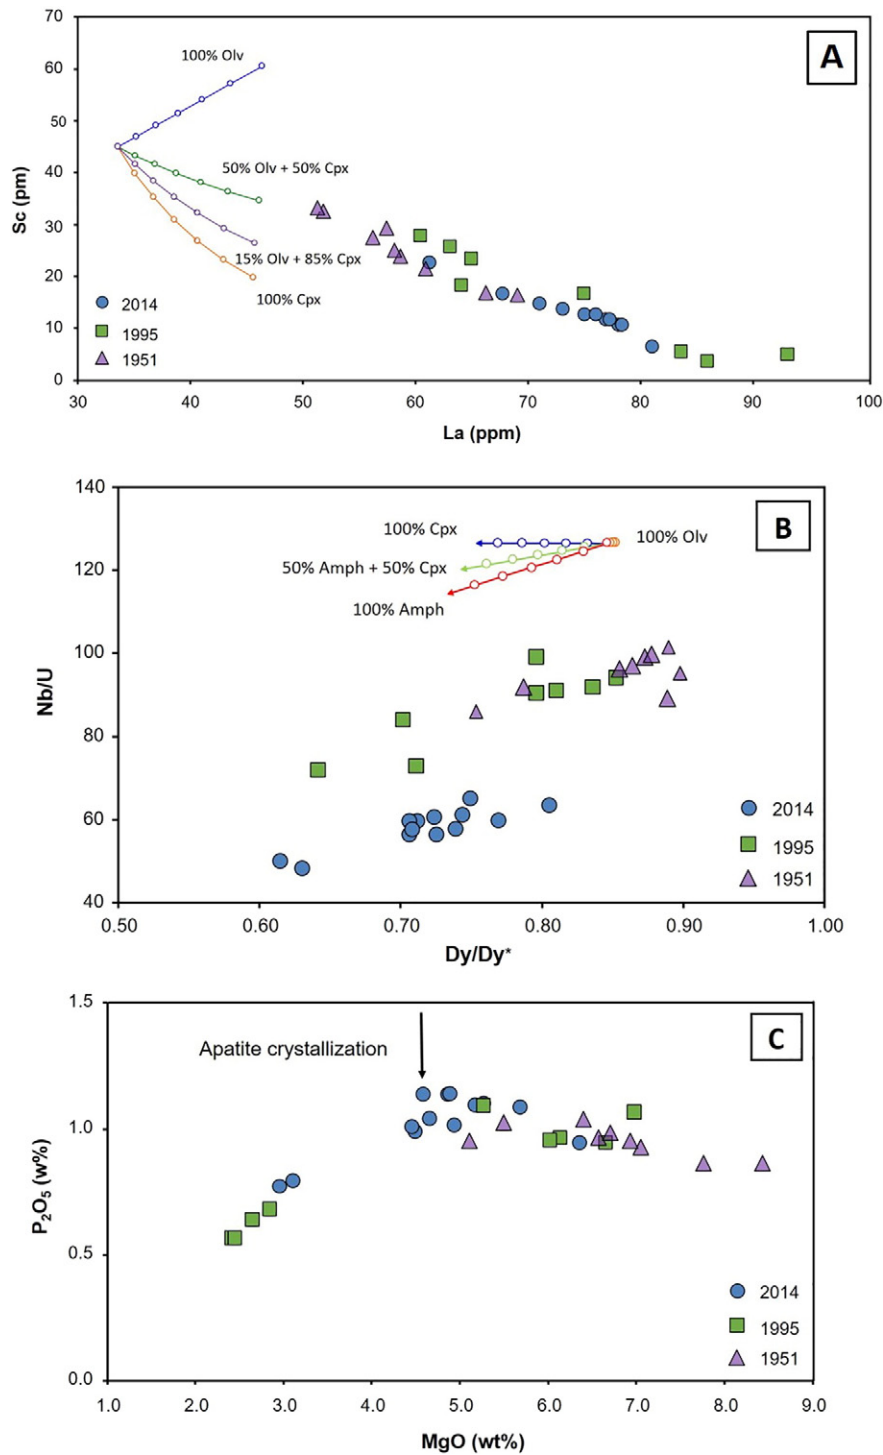 A
70
60
50
40
30
20
10
0
Sc (pm)
100% Olv
50% Olv + 50% Cpx
15% Olv + 85% Cpx
100% Cpx
2014
1995
1951
30 40 50 60 70 80 90 100
La (ppm)
B
140
120
100
80
60
40
Nb/U
100% Cpx
100% Olv
50% Amph + 50% Cpx
100% Amph
2014
1995
1951
0.50 0.60 0.70 0.80 0.90 1.00
Dy/Dy*
C
1.5
1.0
0.5
0.0
P₂O₅ (w%)
Apatite crystallization
2014
1995
1951
1.0 2.0 3.0 4.0 5.0 6.0 7.0 8.0 9.0
MgO (wt%)